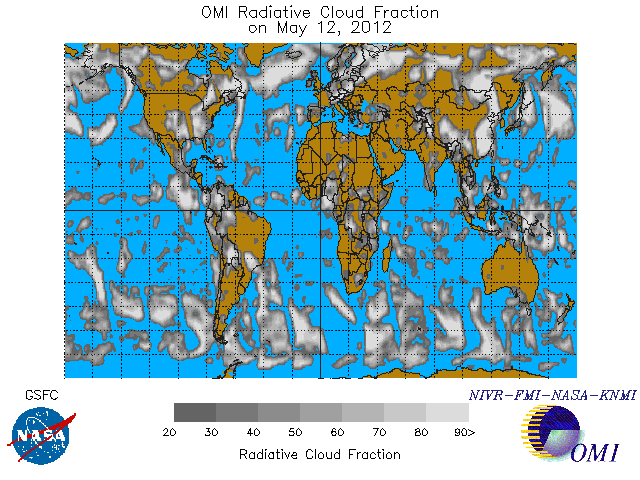 OMI Radiative Cloud Fraction
on May 12, 2012
GSFC
NIVR-FMI-NASA-KNMI
NASA
20 30 40 50 60 70 80 90>
Radiative Cloud Fraction
OMI